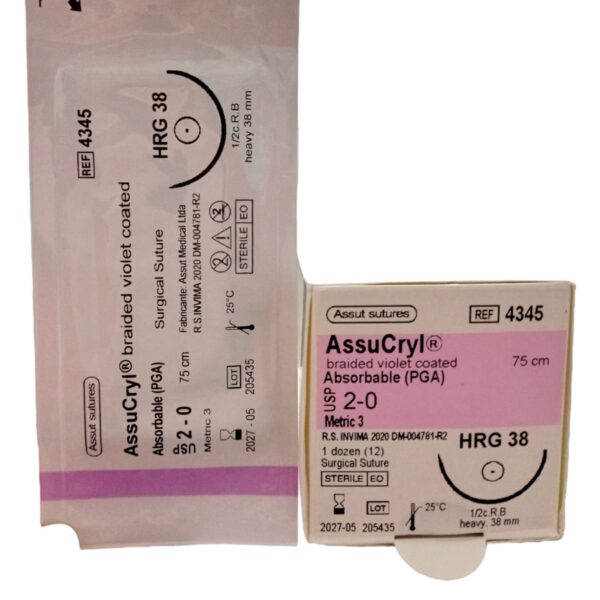 Assut sutures
REF 4345
AssuCryl® braided violet coated
HRG 38
Absorbable (PGA)
Surgical Suture
1/2c.R.B
heavy 38 mm
USP 2-0
75 cm
Fabricante: Assut Medical Ltda
R.S.INVIMA 2020 DM-004781-R2
Metric 3
2
STERILE EO
LOT
25°C
2027 - 05
205435
Assut sutures
REF 4345
AssuCryl®
braided violet coated
75 cm
Absorbable (PGA)
USP 2-0
Metric 3
R.S. INVIMA 2020 DM-004781-R2
HRG 38
1 dozen (12)
Surgical Suture
STERILE EO
LOT
25°C
1/2c.R.B
2027-05 205435
heavy. 38 mm